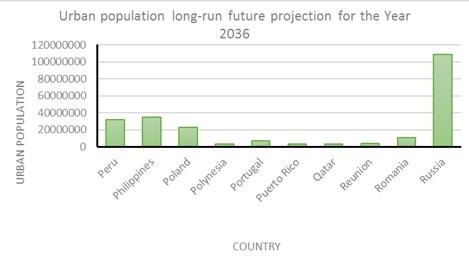 Urban population long-run future projection for the Year
2036
120000000
100000000
80000000
60000000
40000000
20000000
0
URBAN POPULATION
Peru
Philippines
Poland
Polynesia
Portugal
Puerto Rico
Qatar
Reunion
Romania
Russia
COUNTRY